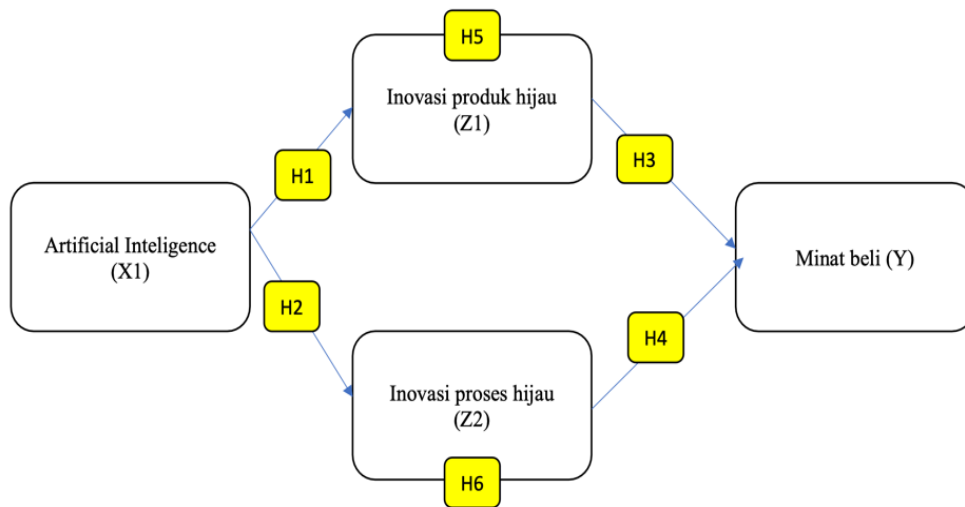 H5
Inovasi produk hijau
(Z1)
H1
H3
Artificial Inteligence
(X1)
Minat beli (Y)
H2
H4
Inovasi proses hijau
(Z2)
H6